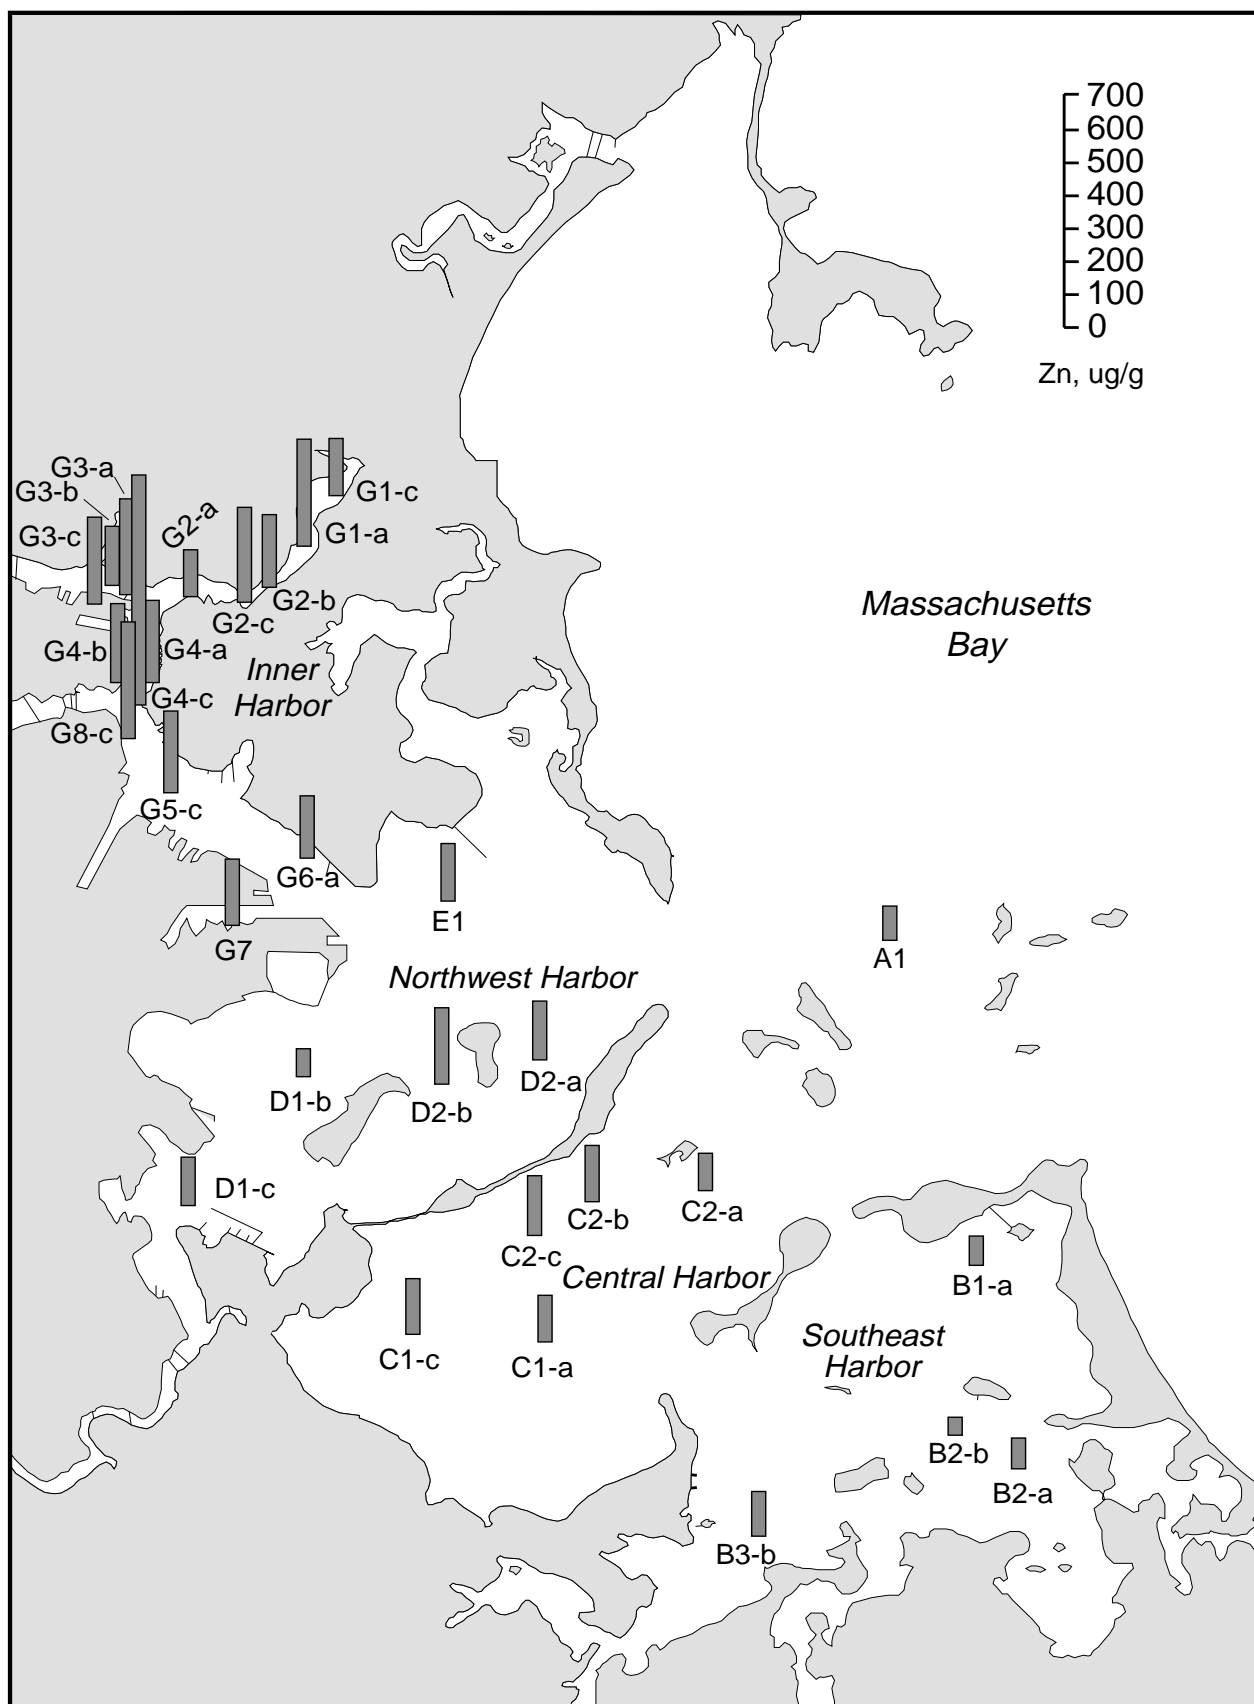 700
600
500
400
300
200
100
0
Zn, ug/g
G3-a
G3-b
G3-c
G2-a
G1-c
G1-a
G2-b
G2-c
G4-b
G4-a
Inner
Harbor
G4-c
G8-c
G5-c
G6-a
G7
E1
Massachusetts
Bay
A1
Northwest Harbor
D1-b
D2-b
D2-a
D1-c
C2-b
C2-a
C2-c
Central Harbor
C1-c
C1-a
B1-a
Southeast
Harbor
B2-b
B2-a
B3-b